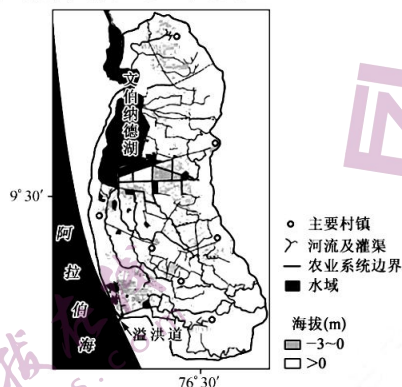 文伯纳德湖
9°30′
阿拉伯海
溢洪道
76°30′
主要村镇
河流及灌渠
农业系统边界
水域
海拔(m)
-3~0
>0